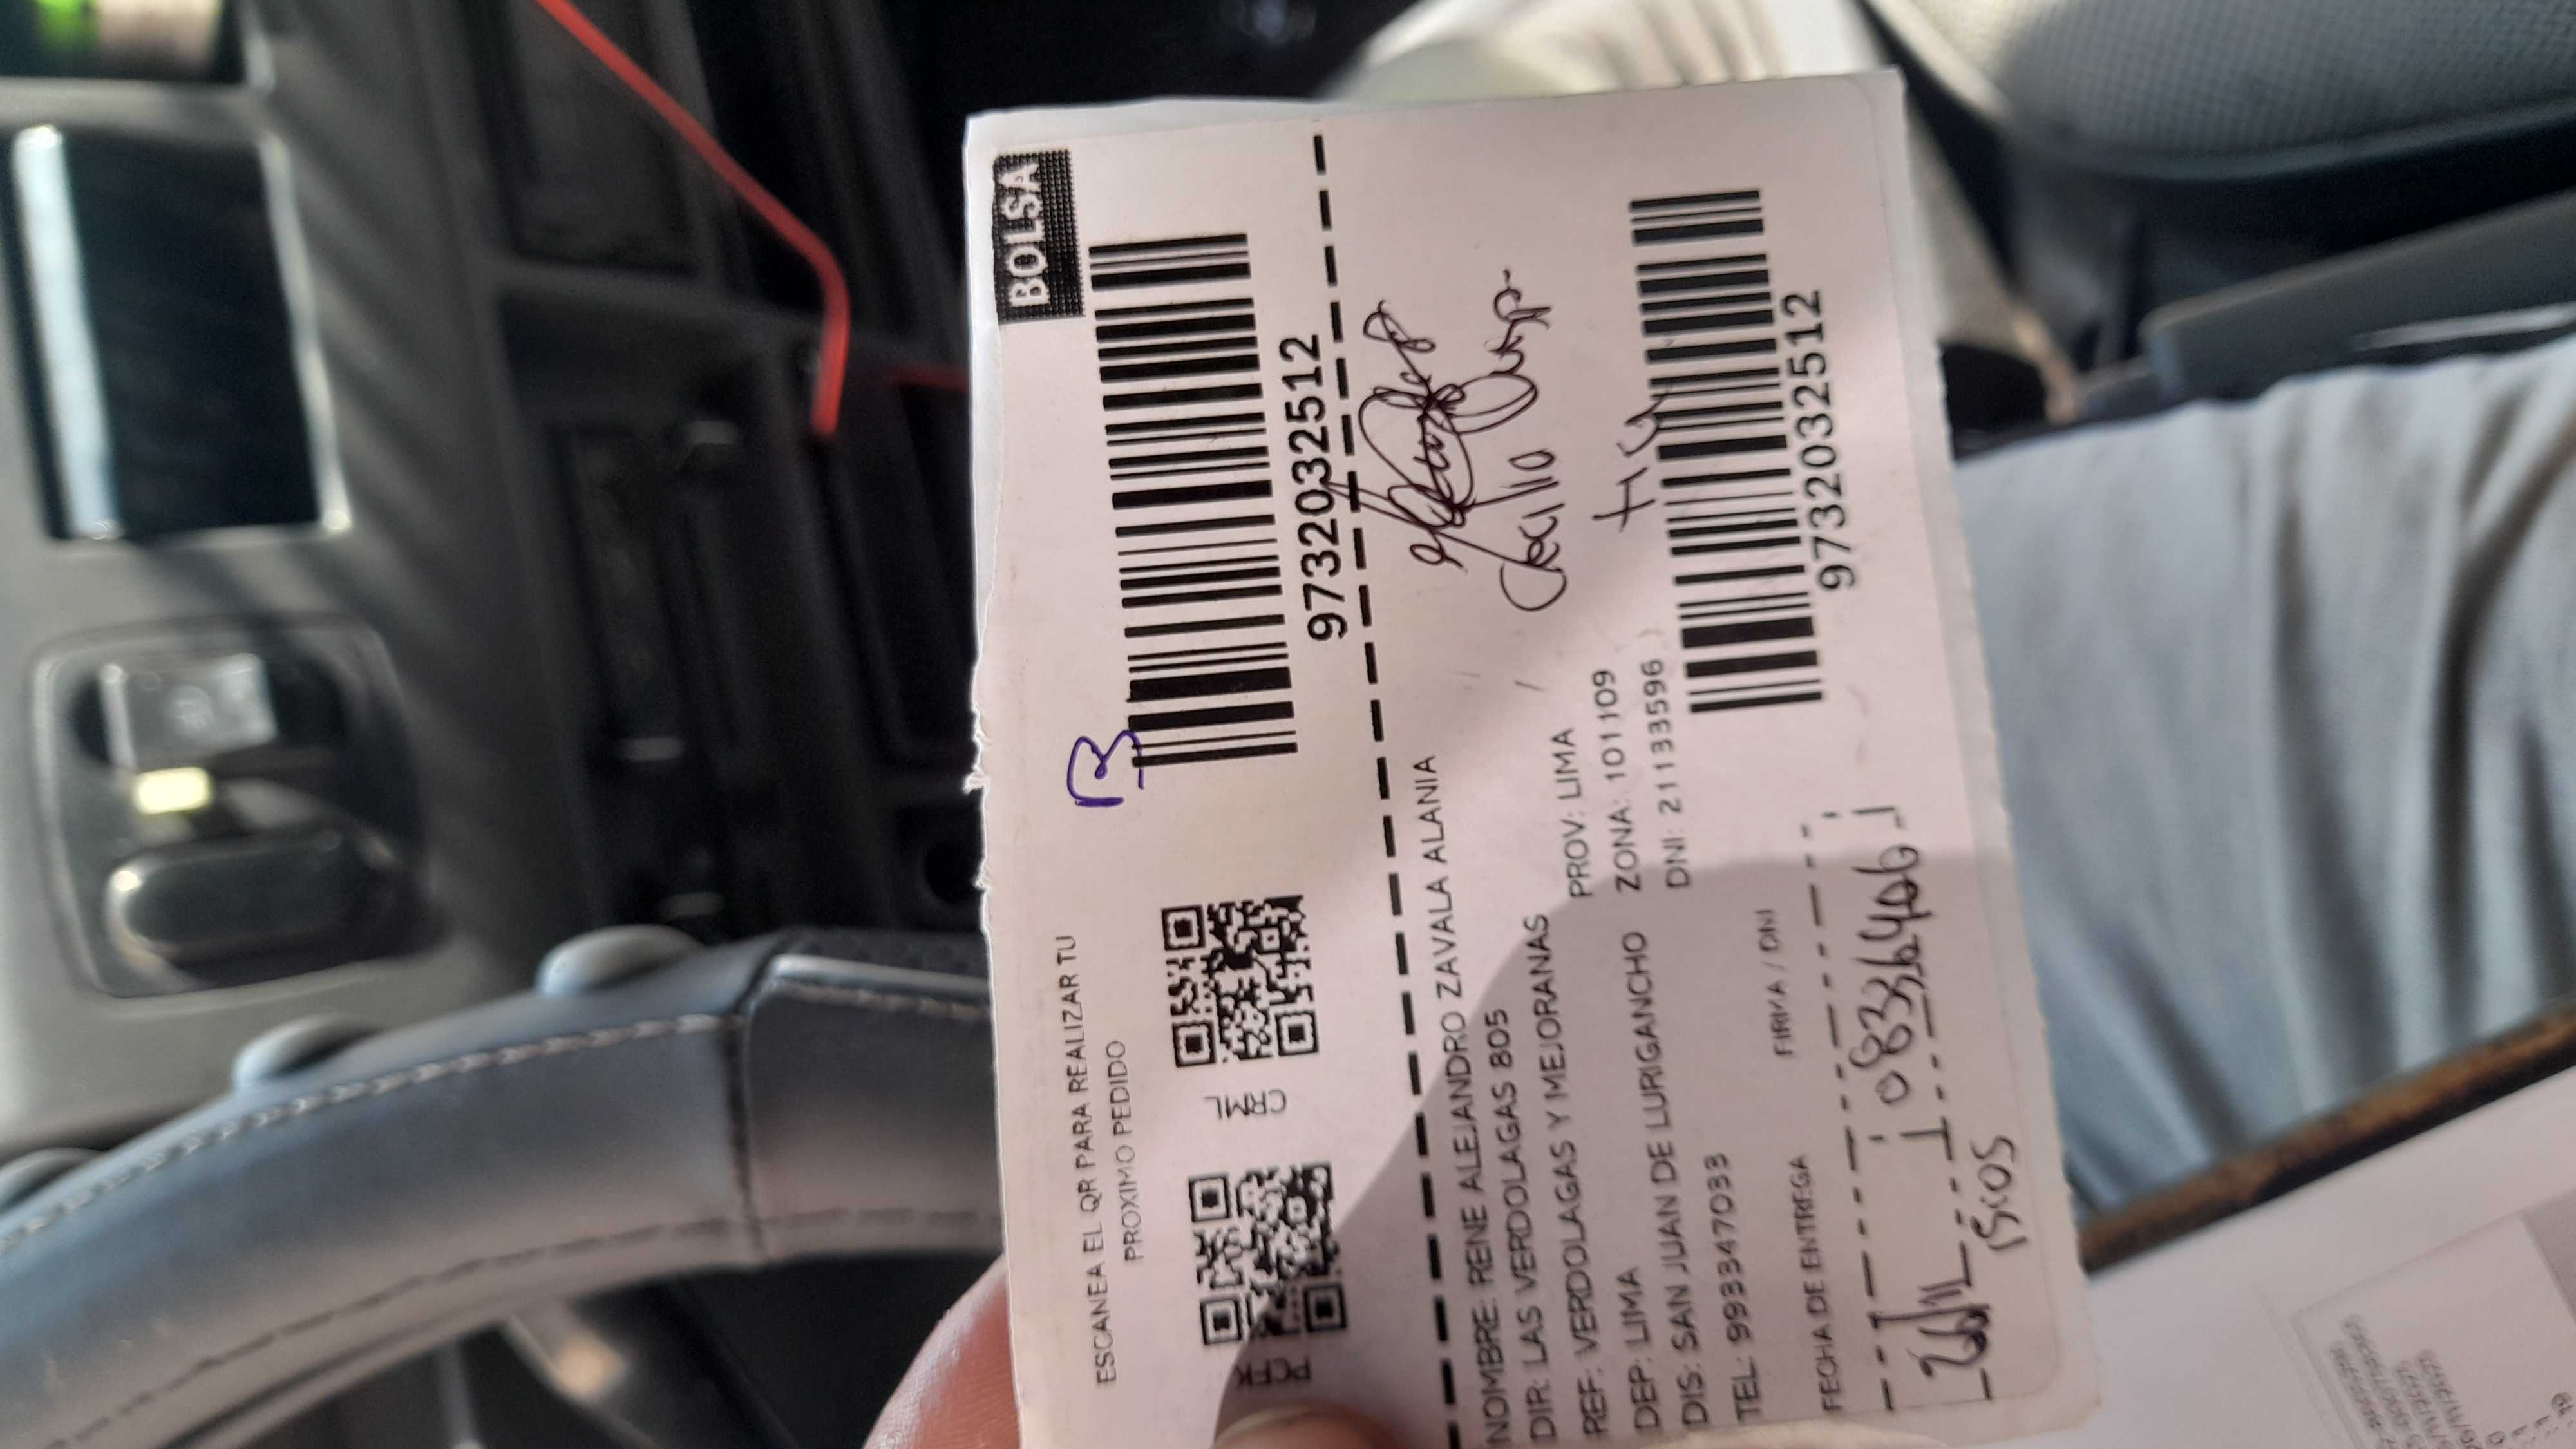 BOLSA
ESCANEA EL QR PARA REALIZAR TU
PROXIMO PEDIDO
B
9732032512
NOMBRE: RENE ALEJANDRO ZAVALA ALANIA
DIR: LAS VERDOLAGAS 805
REF: VERDOLAGAS Y MEJORANAS
DEP: LIMA PROV: LIMA
DIS: SAN JUAN DE LURIGANCHO ZONA: 101109
TEL: 993347033 DNI: 21133596
Cecilia
9732032512
FECHA DE ENTREGA FIRMA / DNI